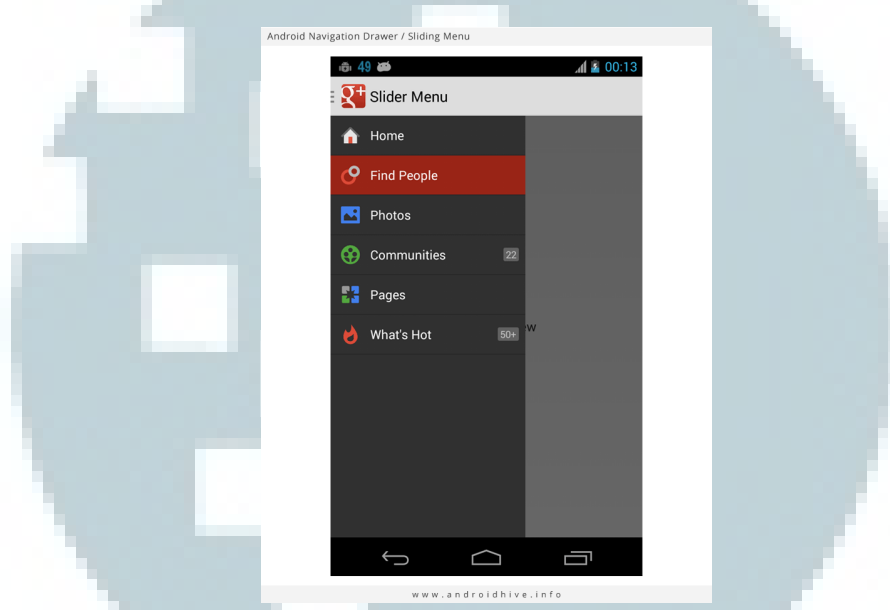 Android Navigation Drawer / Sliding Menu
49 00:13
g+ Slider Menu
Home
Find People
Photos
Communities 22
Pages
What's Hot 50+
www.androidhive.info